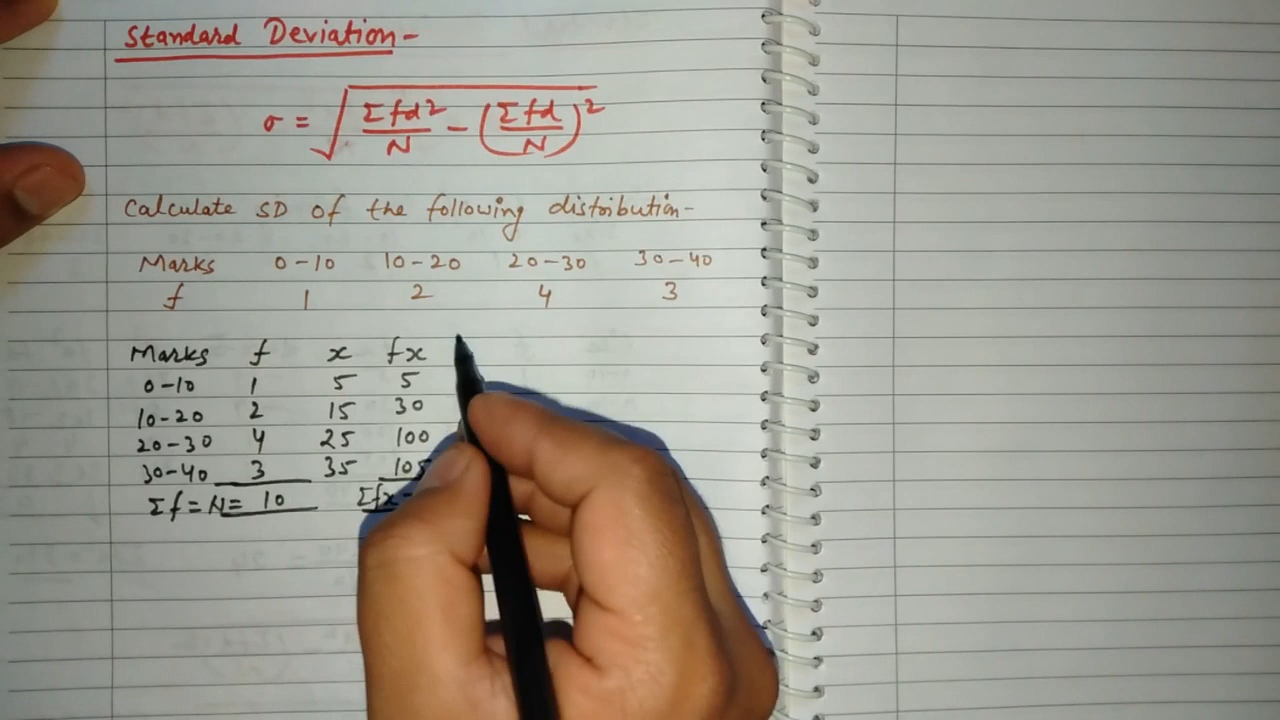 Standard Deviation-
σ = √ Σfd²/N - (Σfd/N)²
Calculate SD of the following distribution-
Marks 0-10 10-20 20-30 30-40
f 1 2 4 3
Marks f x fx
0-10 1 5 5
10-20 2 15 30
20-30 4 25 100
30-40 3 35 105
Σf = N = 10 Σfx